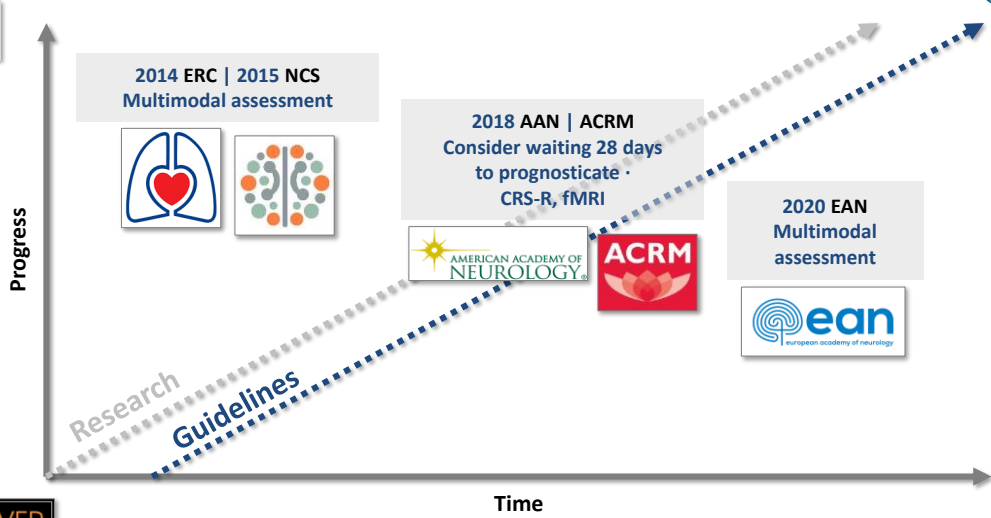 2014 ERC | 2015 NCS
Multimodal assessment
2018 AAN | ACRM
Consider waiting 28 days
to prognosticate ·
CRS-R, fMRI
2020 EAN
Multimodal
assessment
AMERICAN ACADEMY OF
NEUROLOGY®
ACRM
ean
european academy of neurology
Progress
Research
Guidelines
Time